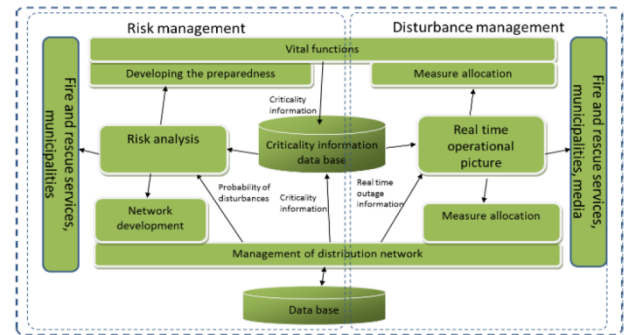 Risk management
Disturbance management
Vital functions
Developing the preparedness
Measure allocation
Fire and rescue services,
municipalities
Criticality
information
Risk analysis
Criticality information
data base
Real time
operational
picture
Fire and rescue services,
municipalities, media
Probability of
disturbances
Criticality
information
Real time
outage
information
Network
development
Measure allocation
Management of distribution network
Data base